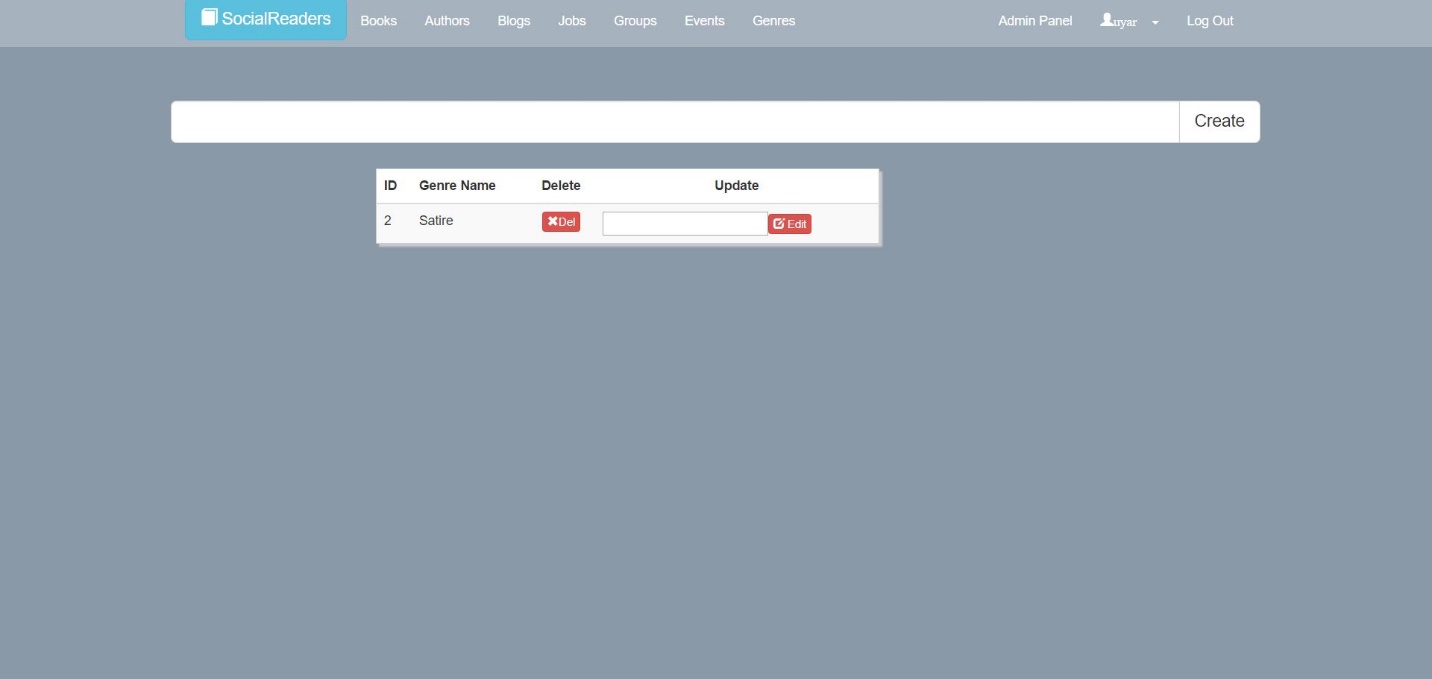 SocialReaders Books Authors Blogs Jobs Groups Events Genres Admin Panel uyar Log Out
Create
ID Genre Name Delete Update
2 Satire Del Edit